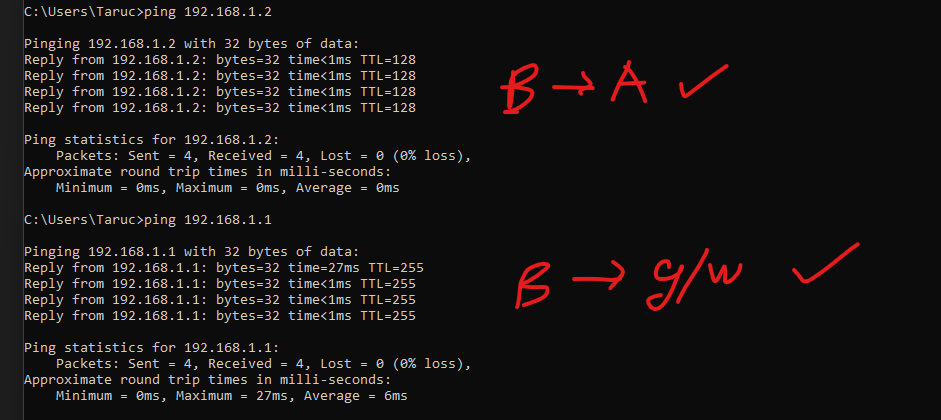 C:\Users\Taruc>ping 192.168.1.2
Pinging 192.168.1.2 with 32 bytes of data:
Reply from 192.168.1.2: bytes=32 time<1ms TTL=128
Reply from 192.168.1.2: bytes=32 time<1ms TTL=128
Reply from 192.168.1.2: bytes=32 time<1ms TTL=128
Reply from 192.168.1.2: bytes=32 time<1ms TTL=128
B → A ✓
Ping statistics for 192.168.1.2:
Packets: Sent = 4, Received = 4, Lost = 0 (0% loss),
Approximate round trip times in milli-seconds:
Minimum = 0ms, Maximum = 0ms, Average = 0ms
C:\Users\Taruc>ping 192.168.1.1
Pinging 192.168.1.1 with 32 bytes of data:
Reply from 192.168.1.1: bytes=32 time=27ms TTL=255
Reply from 192.168.1.1: bytes=32 time<1ms TTL=255
Reply from 192.168.1.1: bytes=32 time<1ms TTL=255
Reply from 192.168.1.1: bytes=32 time<1ms TTL=255
B → g/w ✓
Ping statistics for 192.168.1.1:
Packets: Sent = 4, Received = 4, Lost = 0 (0% loss),
Approximate round trip times in milli-seconds:
Minimum = 0ms, Maximum = 27ms, Average = 6ms